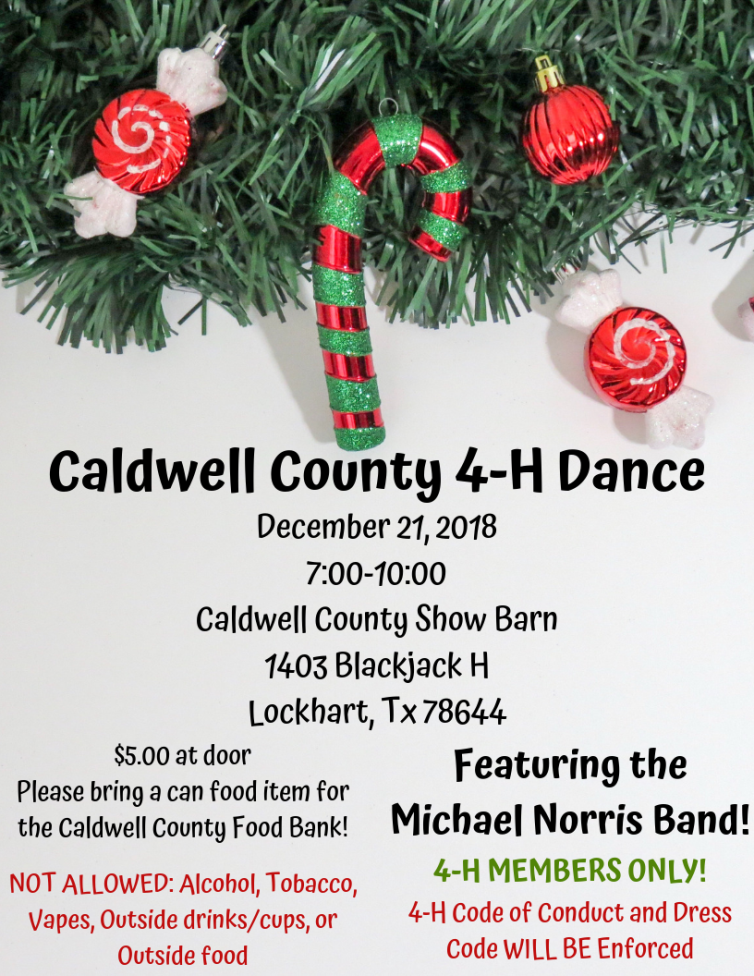 Caldwell County 4-H Dance
December 21, 2018
7:00-10:00
Caldwell County Show Barn
1403 Blackjack H
Lockhart, Tx 78644
$5.00 at door
Please bring a can food item for
the Caldwell County Food Bank!
NOT ALLOWED: Alcohol, Tobacco,
Vapes, Outside drinks/cups, or
Outside food
Featuring the
Michael Norris Band!
4-H MEMBERS ONLY!
4-H Code of Conduct and Dress
Code WILL BE Enforced